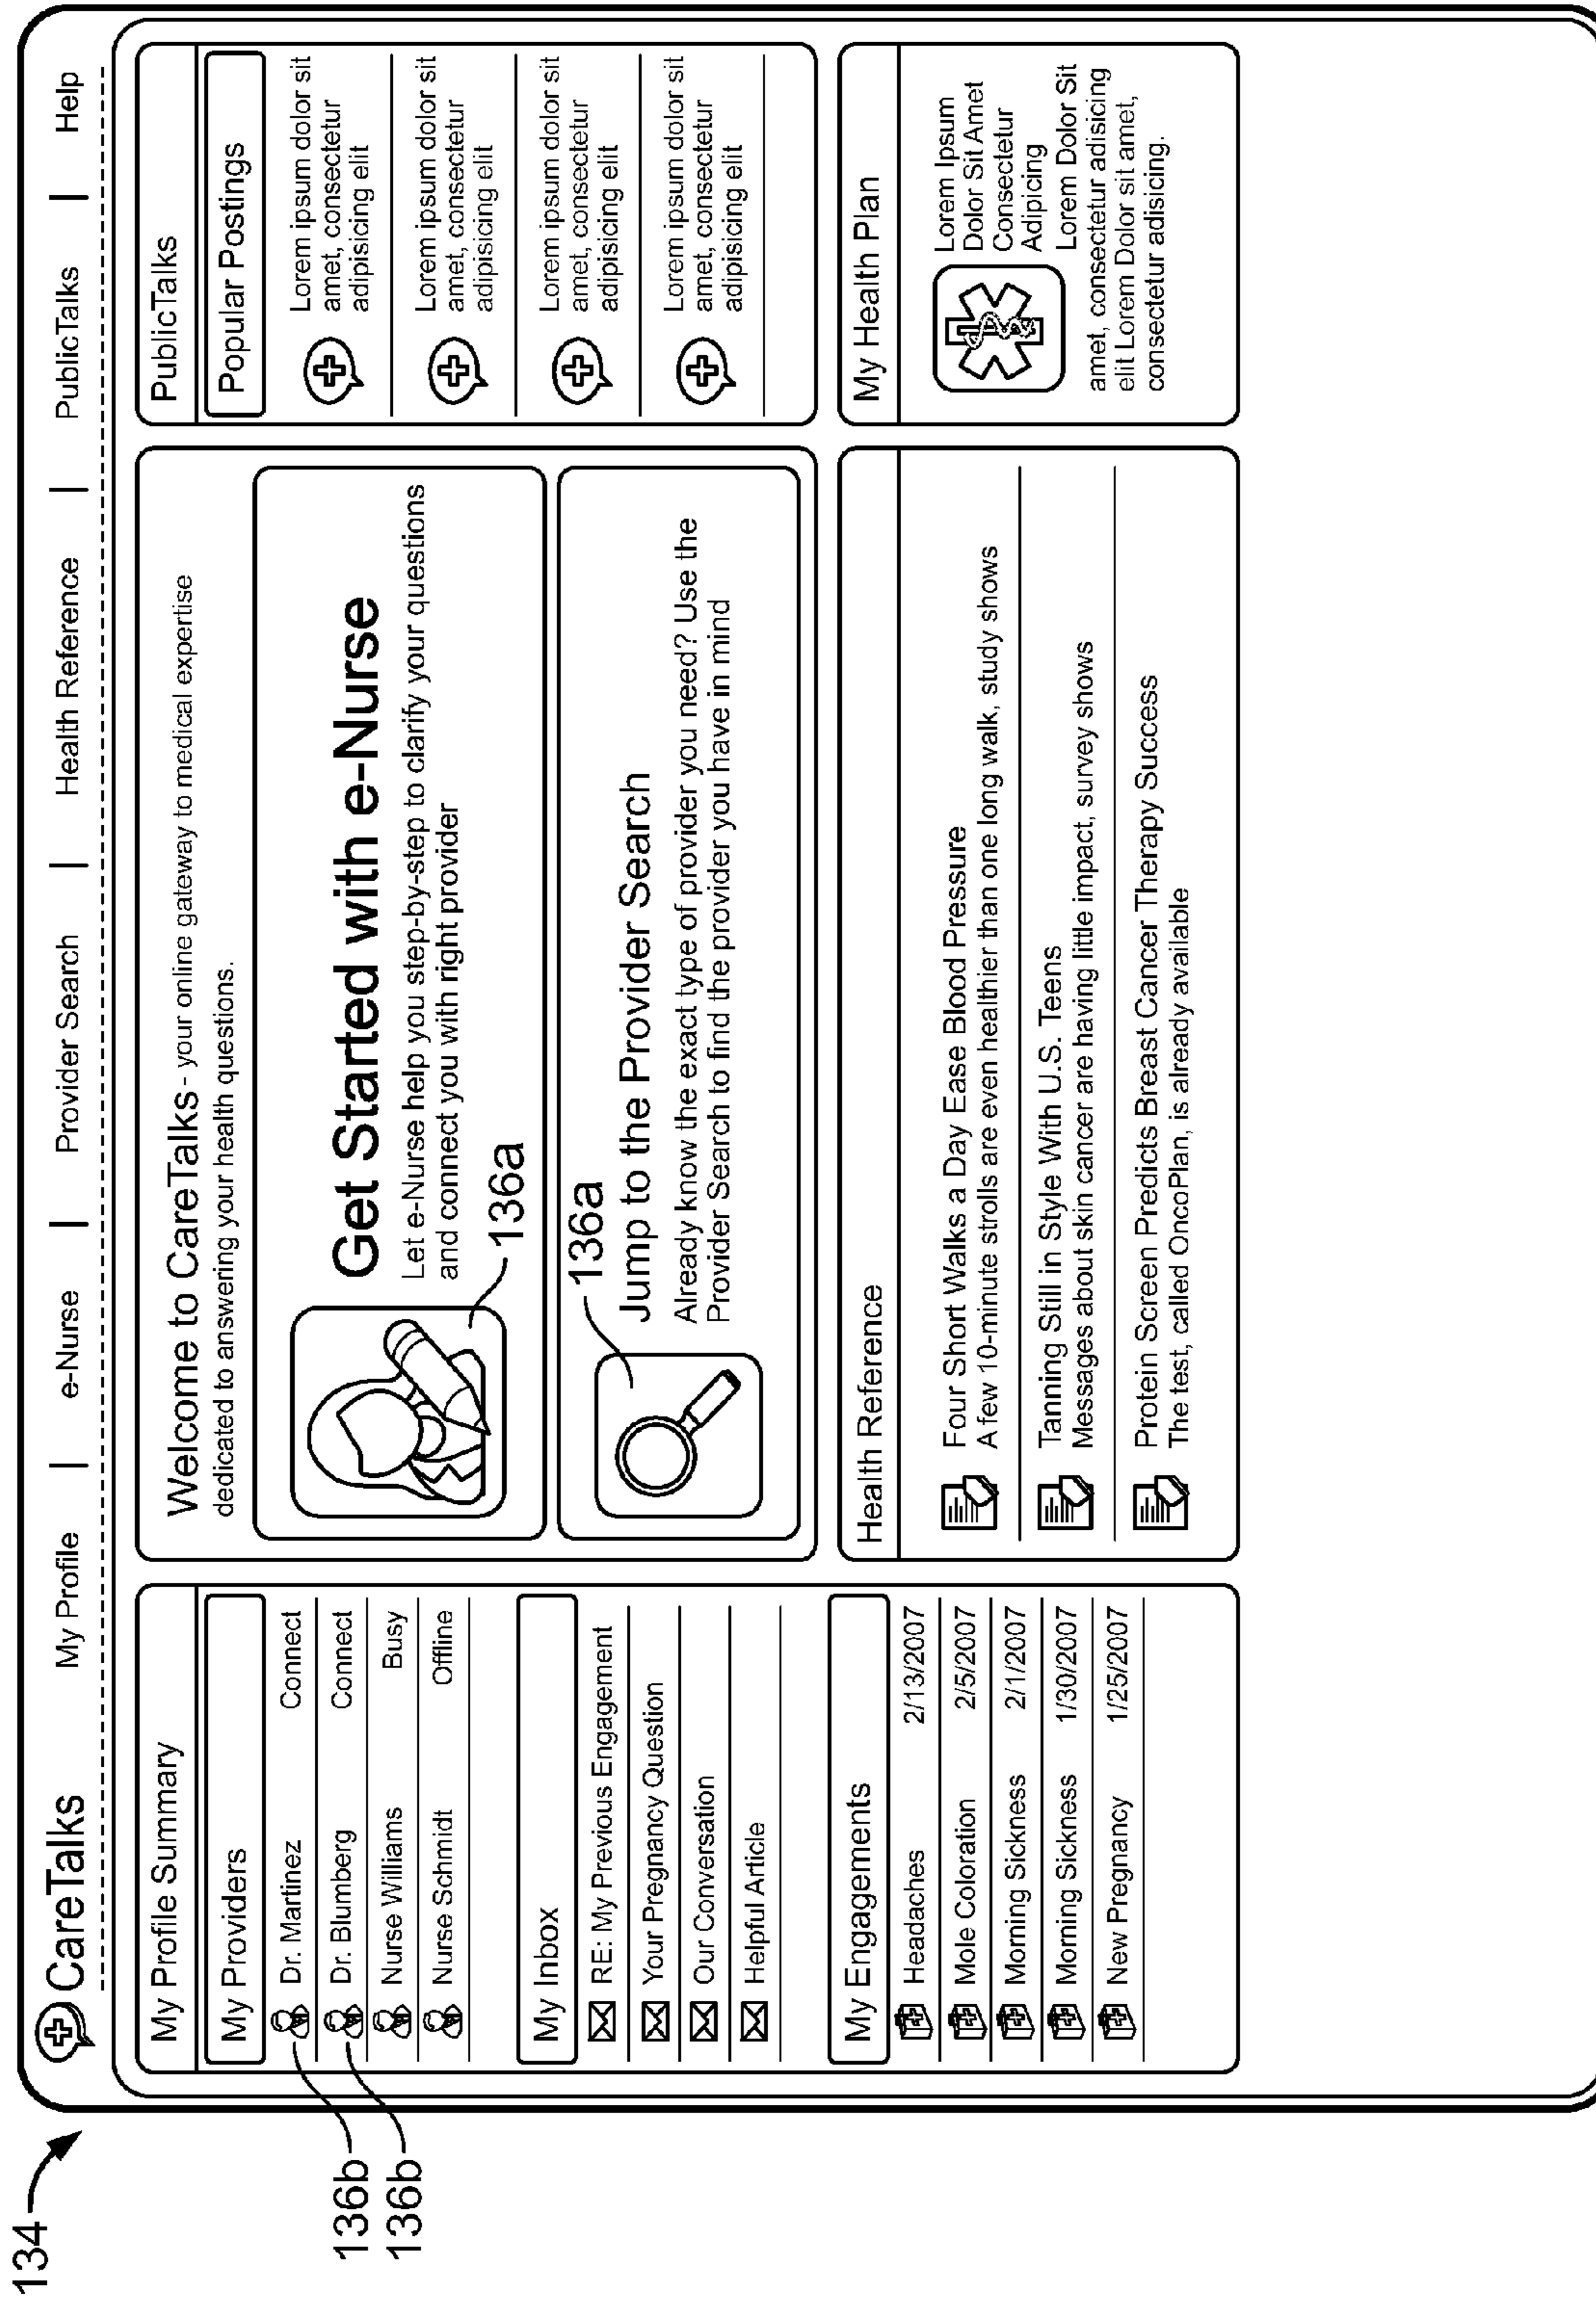 134
CareTalks
My Profile | e-Nurse | Provider Search | Health Reference | PublicTalks | Help
My Profile Summary
My Providers
Dr. Martinez Connect
Dr. Blumberg Connect
Nurse Williams Busy
Nurse Schmidt Offline
136b
136b
My Inbox
RE: My Previous Engagement
Your Pregnancy Question
Our Conversation
Helpful Article
My Engagements
Headaches 2/13/2007
Mole Coloration 2/5/2007
Morning Sickness 2/1/2007
Morning Sickness 1/30/2007
New Pregnancy 1/25/2007
Welcome to CareTalks - your online gateway to medical expertise
dedicated to answering your health questions.
Get Started with e-Nurse
Let e-Nurse help you step-by-step to clarify your questions
and connect you with right provider
136a
136a
Jump to the Provider Search
Already know the exact type of provider you need? Use the
Provider Search to find the provider you have in mind
Health Reference
Four Short Walks a Day Ease Blood Pressure
A few 10-minute strolls are even healthier than one long walk, study shows
Tanning Still in Style With U.S. Teens
Messages about skin cancer are having little impact, survey shows
Protein Screen Predicts Breast Cancer Therapy Success
The test, called OncoPlan, is already available
PublicTalks
Popular Postings
Lorem ipsum dolor sit
amet, consectetur
adipisicing elit
Lorem ipsum dolor sit
amet, consectetur
adipisicing elit
Lorem ipsum dolor sit
amet, consectetur
adipisicing elit
Lorem ipsum dolor sit
amet, consectetur
adipisicing elit
My Health Plan
Lorem Ipsum
Dolor Sit Amet
Consectetur
Adipicing
Lorem Dolor Sit
amet, consectetur adisicing
elit Lorem Dolor sit amet,
consectetur adisicing.